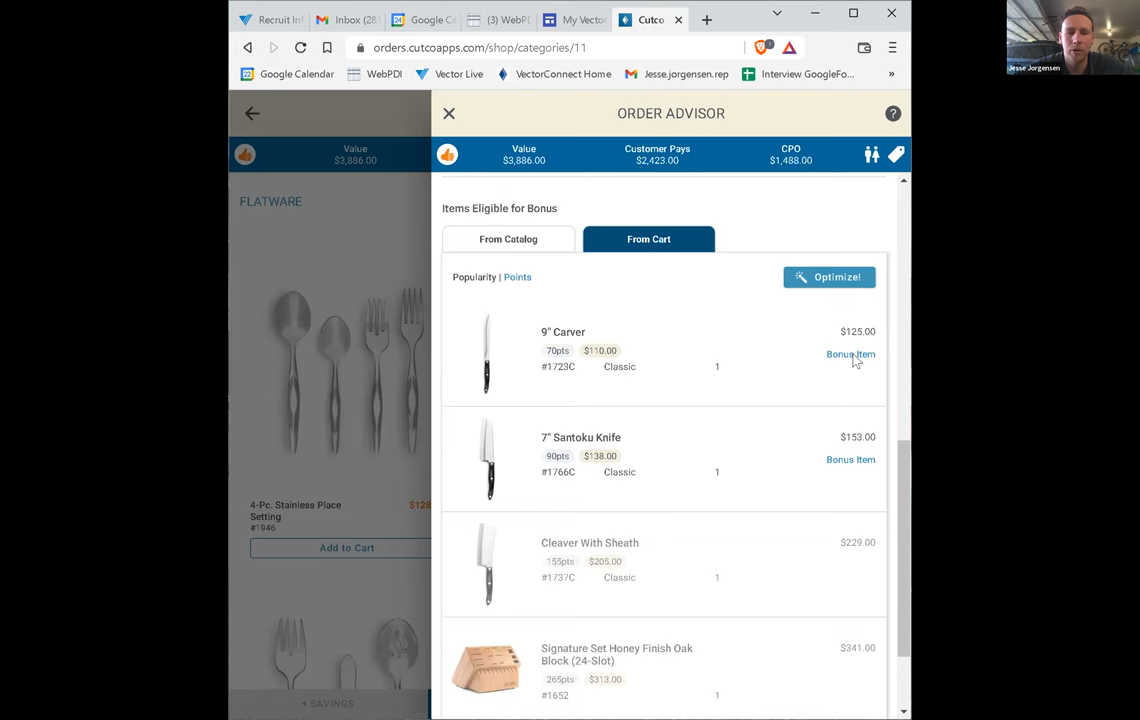 Recruit Inf
Inbox (28
Google Ca
(3) WebPD
My Vector
Cutco
orders.cutcoapps.com/shop/categories/11
1
Google Calendar
WebPDI
Vector Live
VectorConnect Home
Jesse.jorgensen.rep
Interview GoogleFo...
»
Jesse Jorgensen
ORDER ADVISOR
?
Value
$3,886.00
Value
$3,886.00
Customer Pays
$2,423.00
CPO
$1,488.00
FLATWARE
4-Pc. Stainless Place
Setting
#1946
$128
Add to Cart
+ SAVINGS
Items Eligible for Bonus
From Catalog
From Cart
Popularity | Points
Optimize!
9" Carver
$125.00
70pts $110.00
Bonus Item
#1723C Classic 1
7" Santoku Knife
$153.00
90pts $138.00
Bonus Item
#1766C Classic 1
Cleaver With Sheath
$229.00
155pts $205.00
#1737C Classic 1
Signature Set Honey Finish Oak
Block (24-Slot)
$341.00
265pts $313.00
#1652 1